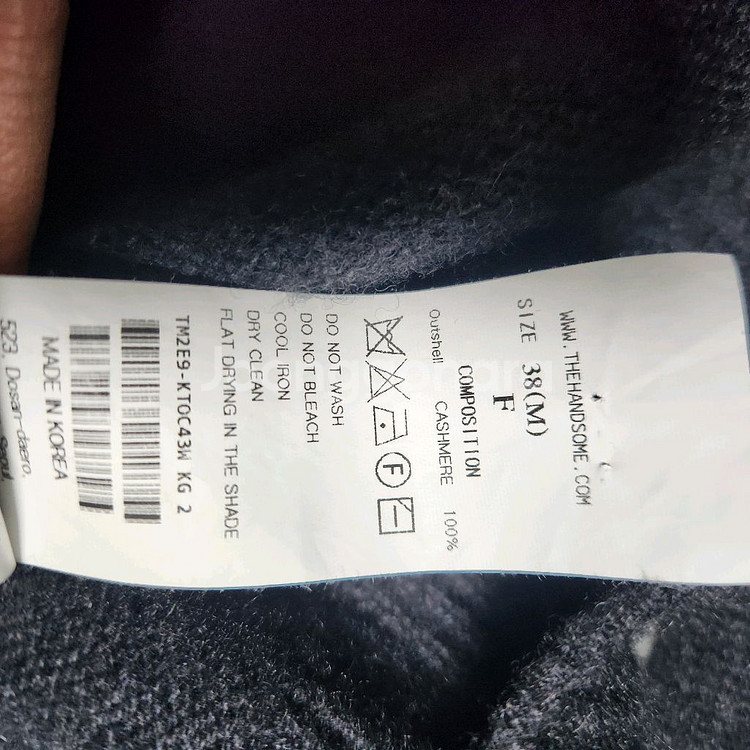 WWW.THEHANDSOME.COM
SIZE 38(M)
F
COMPOSITION
Outshell CASHMERE 100%
F
DO NOT WASH
DO NOT BLEACH
COOL IRON
DRY CLEAN
FLAT DRYING IN THE SHADE
TM2E9-KTOC43W KG 2
MADE IN KOREA
523, Dosan-daero,
Seoul,